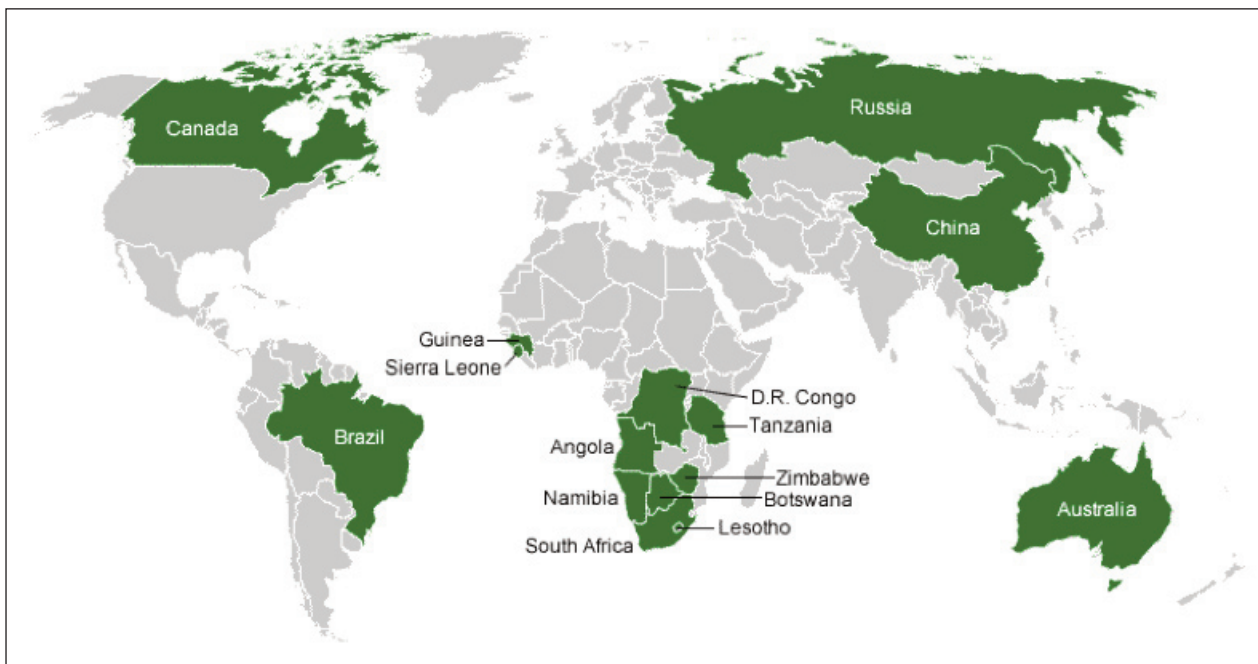 Russia
Canada
China
Guinea
Sierra Leone
D.R. Congo
Tanzania
Brazil
Angola
Zimbabwe
Namibia
Botswana
Australia
Lesotho
South Africa